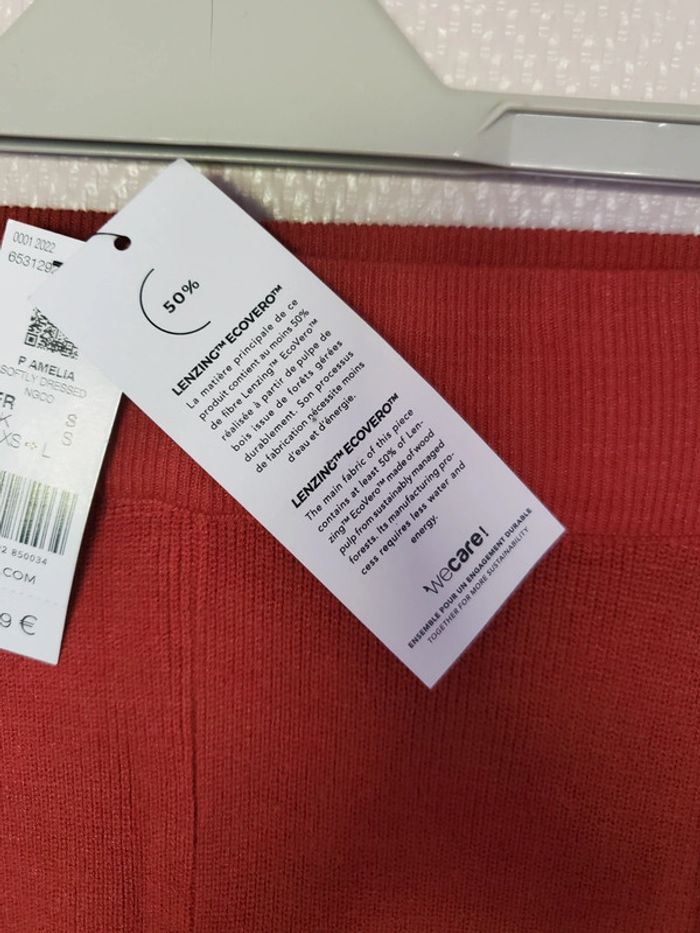 0001 2022
653129
P AMELIA
SOFTLY DRESSED
NGOD
FR S
K S
XS L
2 850034
.COM
9 €
50%
LENZING™ ECOVERO™
La matière principale de ce
produit contient au moins 50%
de fibre Lenzing™ EcoVero™
réalisée à partir de pulpe de
bois issue de forêts gérées
durablement. Son processus
de fabrication nécessite moins
d'eau et d'énergie.
LENZING™ ECOVERO™
The main fabric of this piece
contains at least 50% of Len-
zing™ EcoVero™ made of wood
pulp from sustainably managed
forests. Its manufacturing pro-
cess requires less water and
energy.
wecare!
ENSEMBLE POUR UN ENGAGEMENT DURABLE
TOGETHER FOR MORE SUSTAINABILITY